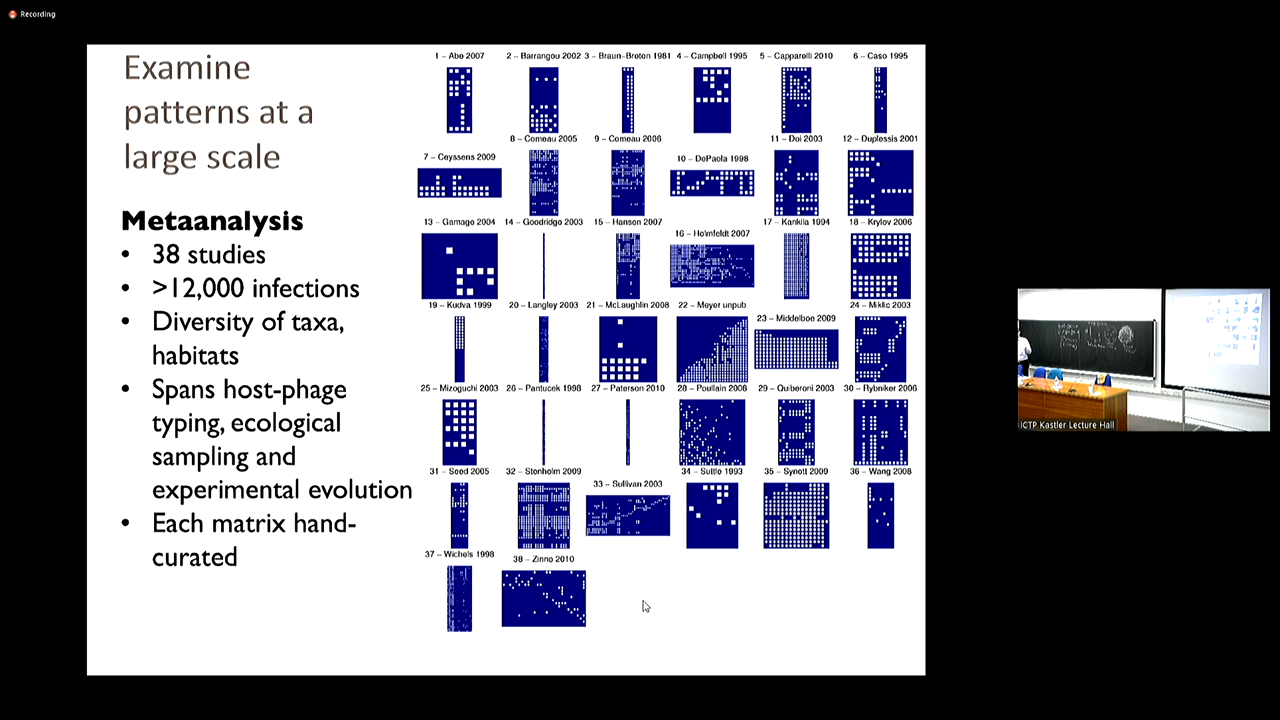 Recording
Examine
patterns at a
large scale
Metaanalysis
• 38 studies
• >12,000 infections
• Diversity of taxa,
habitats
• Spans host-phage
typing, ecological
sampling and
experimental evolution
• Each matrix hand-
curated
1 – Abe 2007
2 – Barrangou 2002
3 – Braun–Breton 1981
4 – Campbell 1995
5 – Capparelli 2010
6 – Caso 1995
7 – Ceyssens 2009
8 – Comeau 2005
9 – Comeau 2006
10 – DePaola 1998
11 – Doi 2003
12 – Duplessis 2001
13 – Gamage 2004
14 – Goodridge 2003
15 – Hansen 2007
16 – Holmfeldt 2007
17 – Kankila 1994
18 – Krylov 2006
19 – Kudva 1999
20 – Langley 2003
21 – McLaughlin 2008
22 – Meyer unpub
23 – Middelboe 2009
24 – Miklic 2003
25 – Mizoguchi 2003
26 – Pantucek 1998
27 – Paterson 2010
28 – Poullain 2008
29 – Quiberoni 2003
30 – Rybniker 2006
31 – Seed 2005
32 – Stenholm 2009
33 – Sullivan 2003
34 – Suttle 1993
35 – Synott 2009
36 – Wang 2008
37 – Wichels 1998
38 – Zinno 2010
ICTP Kastler Lecture Hall